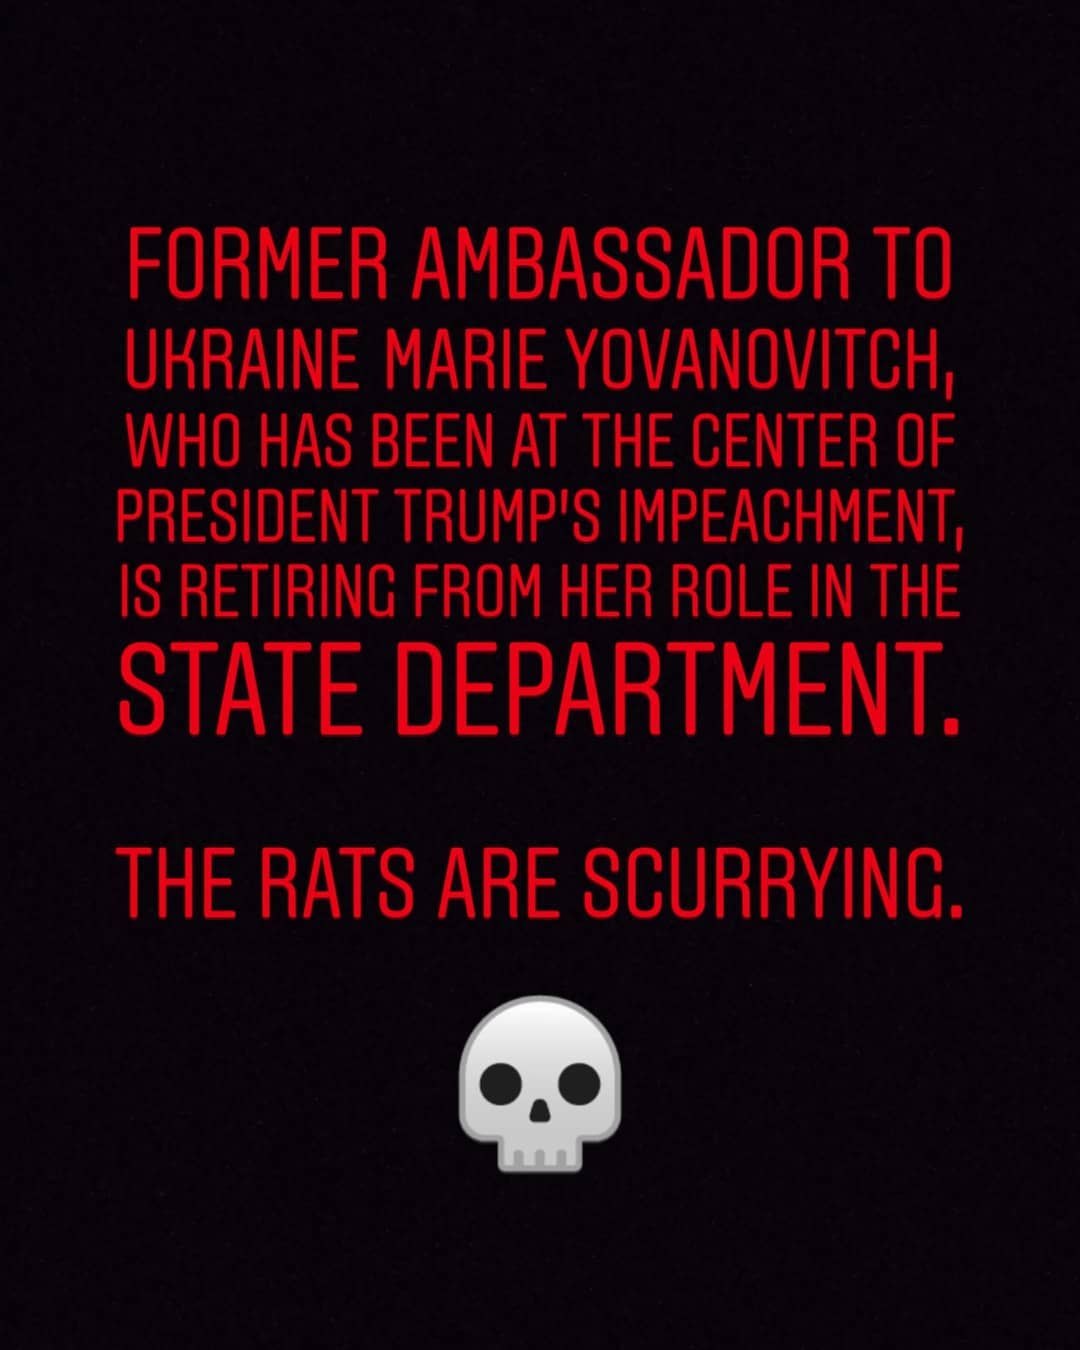 FORMER AMBASSADOR TO
UKRAINE MARIE YOVANOVITCH,
WHO HAS BEEN AT THE CENTER OF
PRESIDENT TRUMP'S IMPEACHMENT,
IS RETIRING FROM HER ROLE IN THE
STATE DEPARTMENT.
THE RATS ARE SCURRYING.